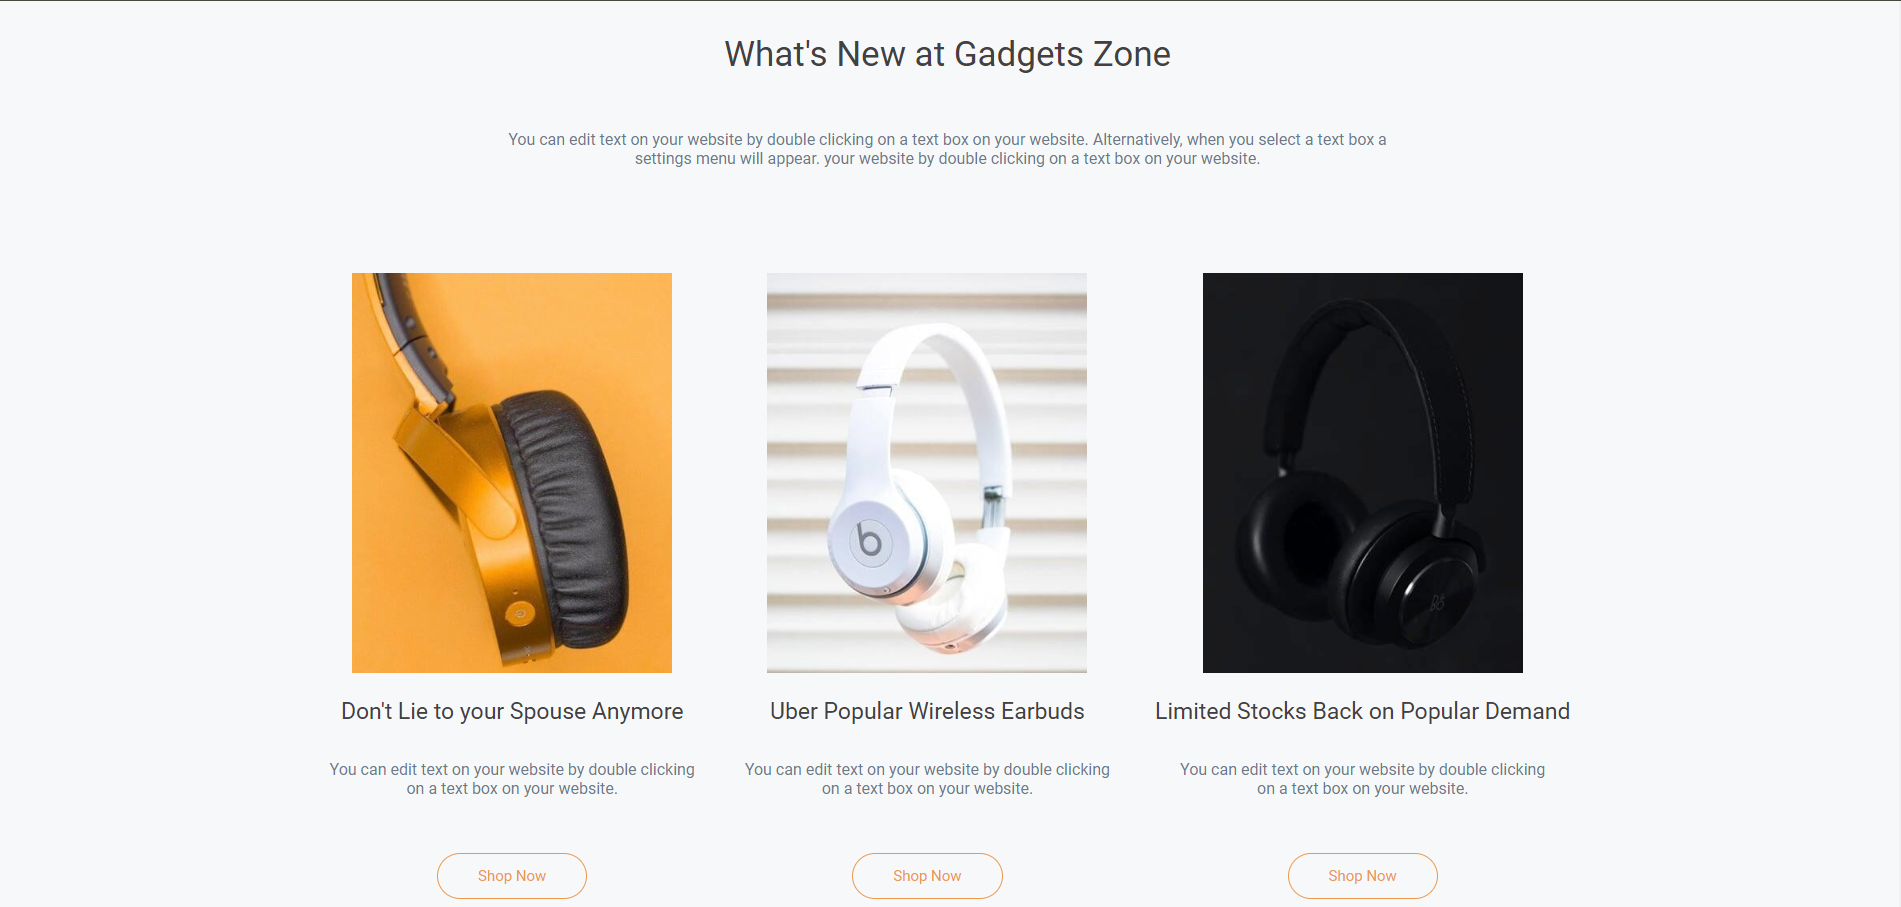 What's New at Gadgets Zone
You can edit text on your website by double clicking on a text box on your website. Alternatively, when you select a text box a
settings menu will appear. your website by double clicking on a text box on your website.
b
Don't Lie to your Spouse Anymore
Uber Popular Wireless Earbuds
Limited Stocks Back on Popular Demand
You can edit text on your website by double clicking
on a text box on your website.
You can edit text on your website by double clicking
on a text box on your website.
You can edit text on your website by double clicking
on a text box on your website.
Shop Now
Shop Now
Shop Now